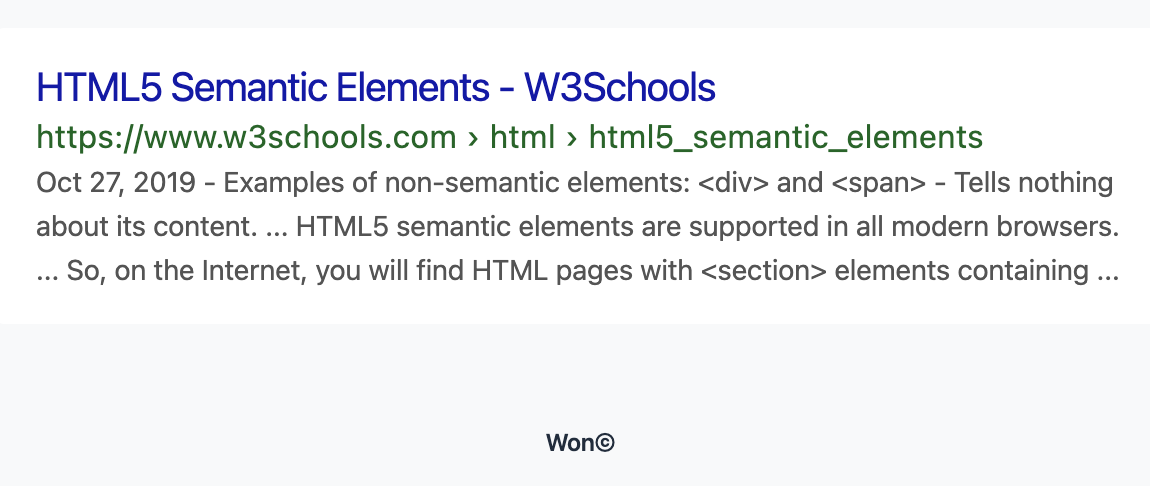 HTML5 Semantic Elements - W3Schools
https://www.w3schools.com › html › html5_semantic_elements
Oct 27, 2019 - Examples of non-semantic elements: <div> and <span> - Tells nothing
about its content. ... HTML5 semantic elements are supported in all modern browsers.
... So, on the Internet, you will find HTML pages with <section> elements containing ...
Won©